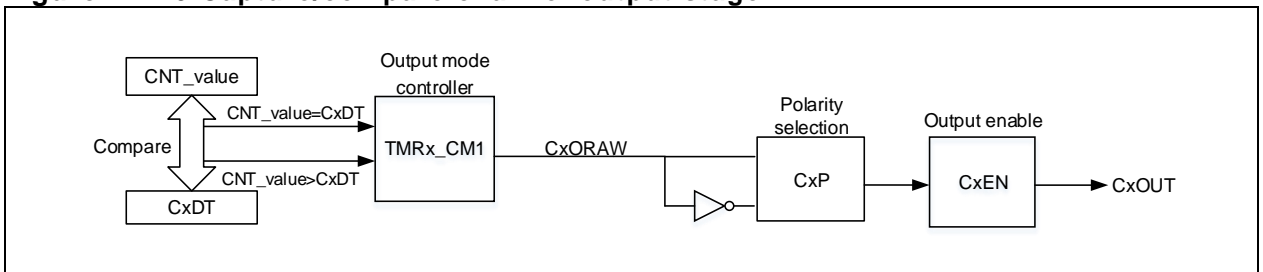 CNT_value
Compare
CxDT
CNT_value=CxDT
CNT_value>CxDT
Output mode
controller
TMRx_CM1
CxORAW
Polarity
selection
CxP
Output enable
CxEN
CxOUT